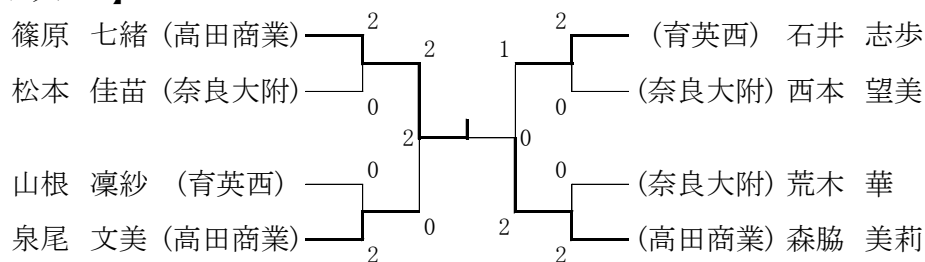 篠原 七緒 (高田商業) 2 2 (育英西) 石井 志歩
2 1
松本 佳苗 (奈良大附) 0 0 (奈良大附) 西本 望美
2 0
山根 凜紗 (育英西) 0 0 (奈良大附) 荒木 華
0 2
泉尾 文美 (高田商業) 2 2 (高田商業) 森脇 美莉